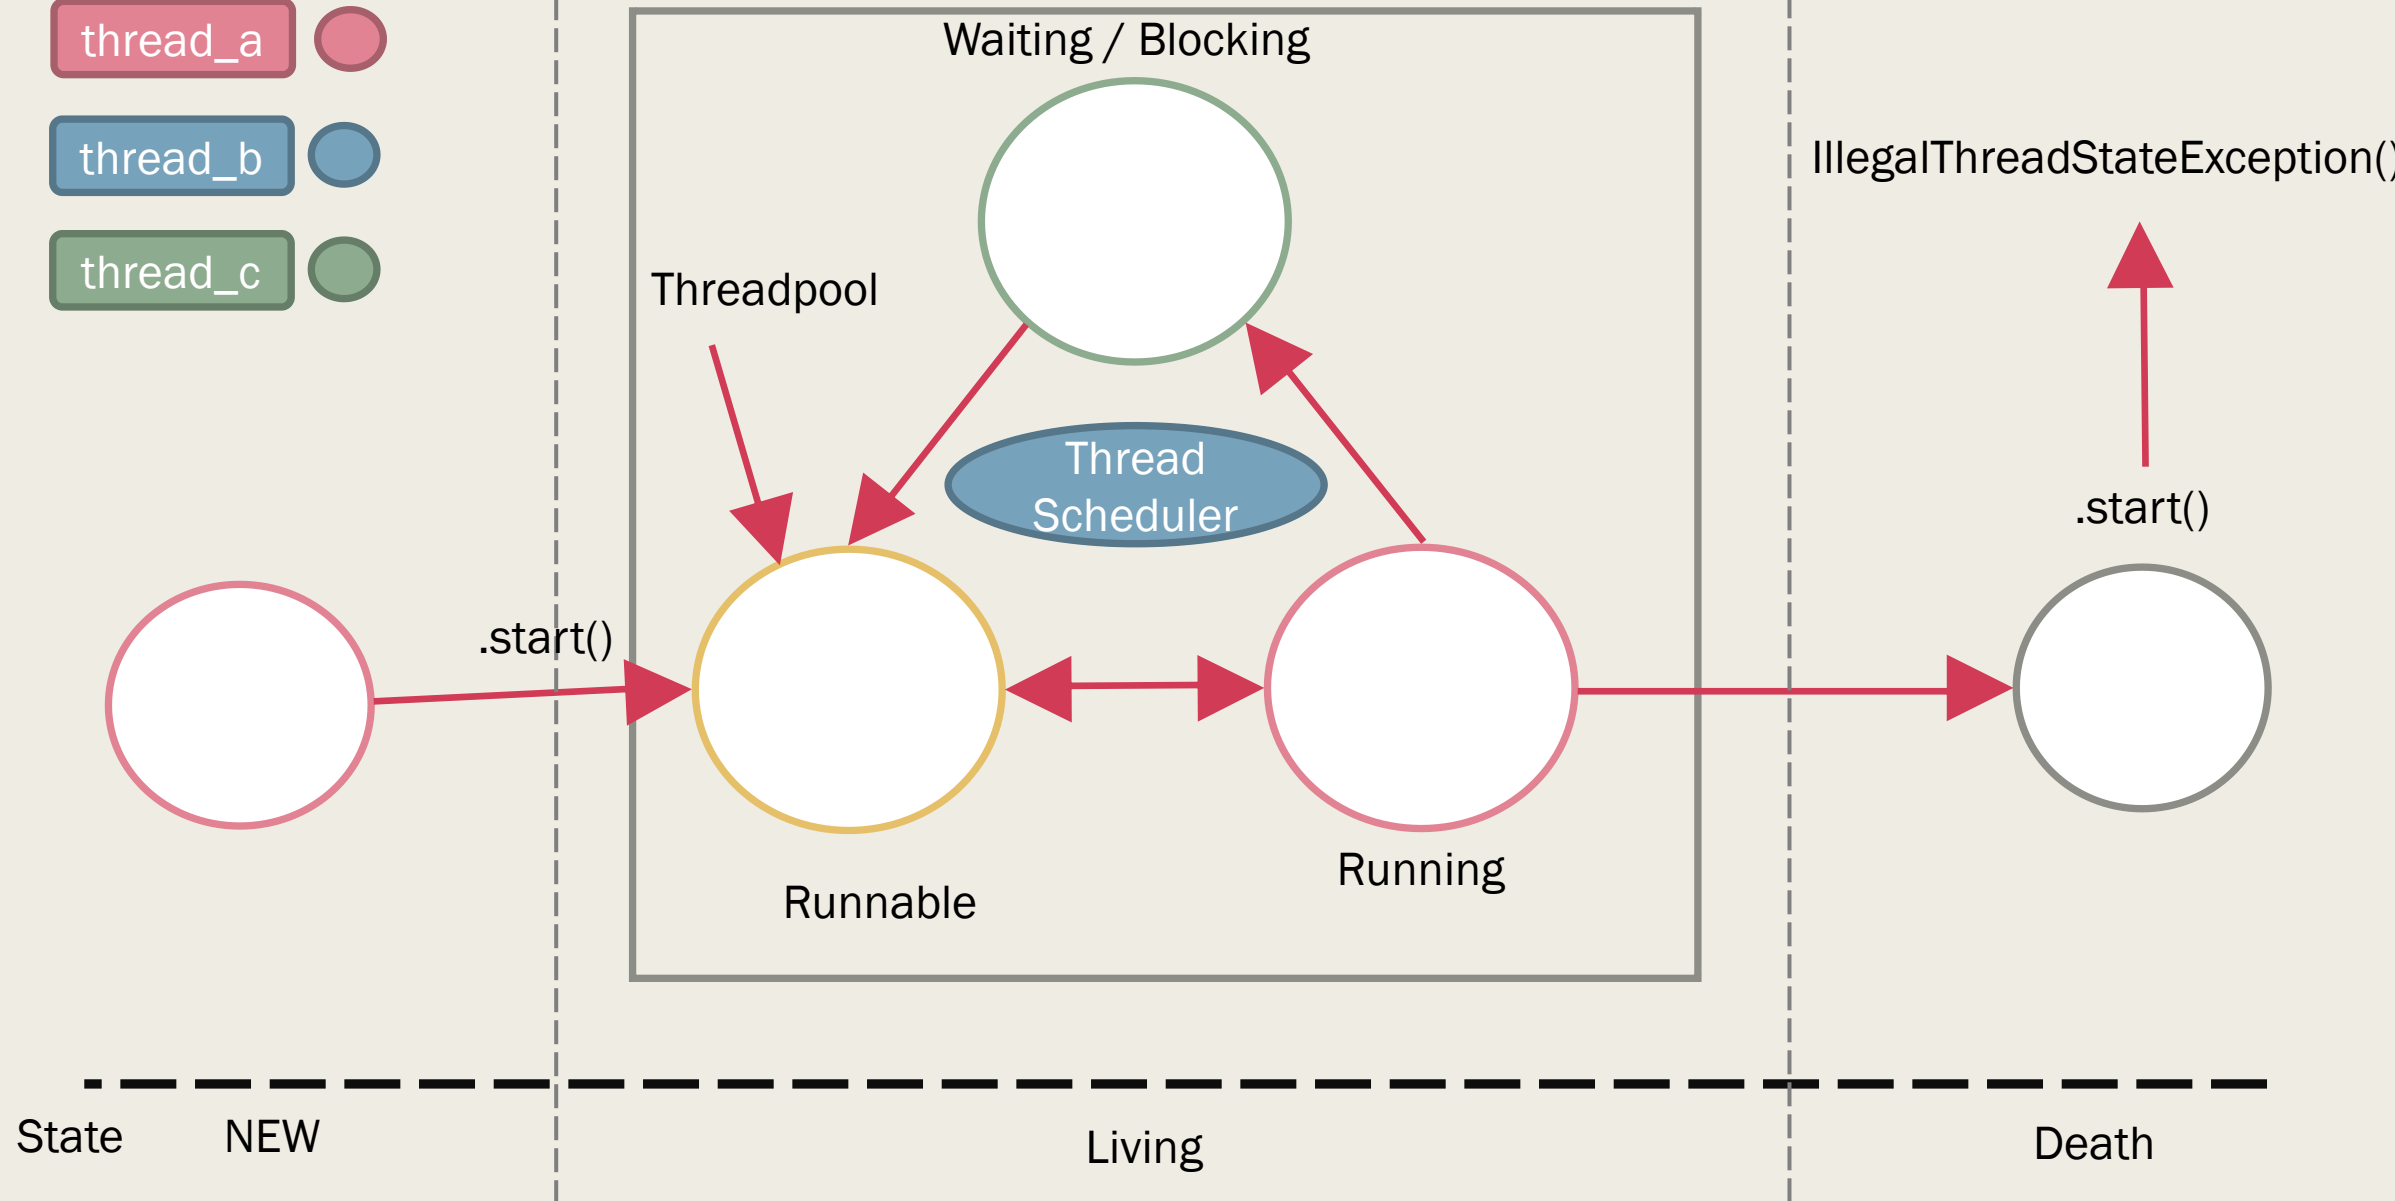 thread_a
thread_b
thread_c
Waiting / Blocking
Threadpool
Thread
Scheduler
IllegalThreadStateException()
.start()
.start()
Runnable
Running
State
NEW
Living
Death